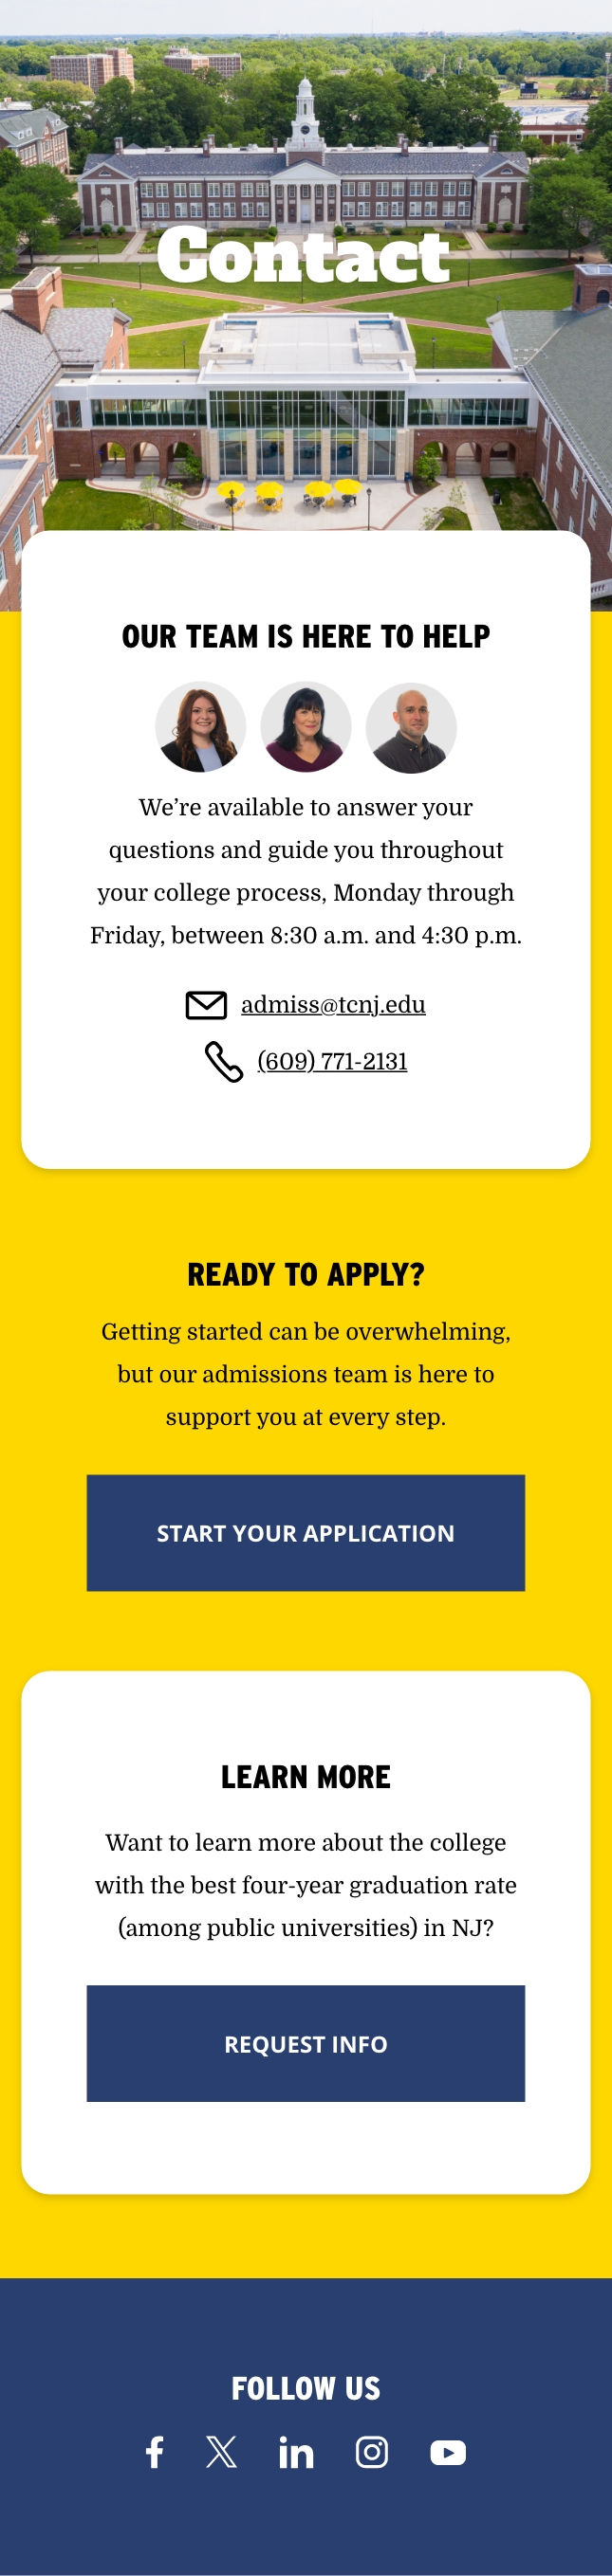 Contact
OUR TEAM IS HERE TO HELP
We’re available to answer your
questions and guide you throughout
your college process, Monday through
Friday, between 8:30 a.m. and 4:30 p.m.
admiss@tcnj.edu
(609) 771-2131
READY TO APPLY?
Getting started can be overwhelming,
but our admissions team is here to
support you at every step.
START YOUR APPLICATION
LEARN MORE
Want to learn more about the college
with the best four-year graduation rate
(among public universities) in NJ?
REQUEST INFO
FOLLOW US